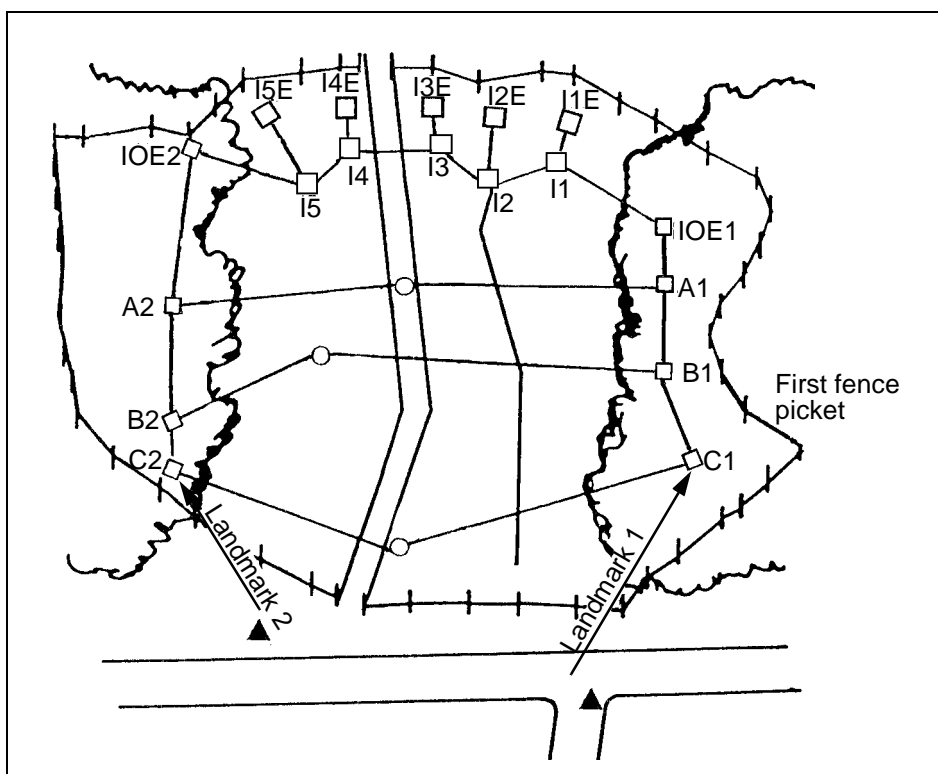 I5E
I4E
I3E
I2E
I1E
IOE2
I5
I4
I3
I2
I1
IOE1
A2
A1
B2
B1
First fence
picket
C2
C1
Landmark 2
Landmark 1